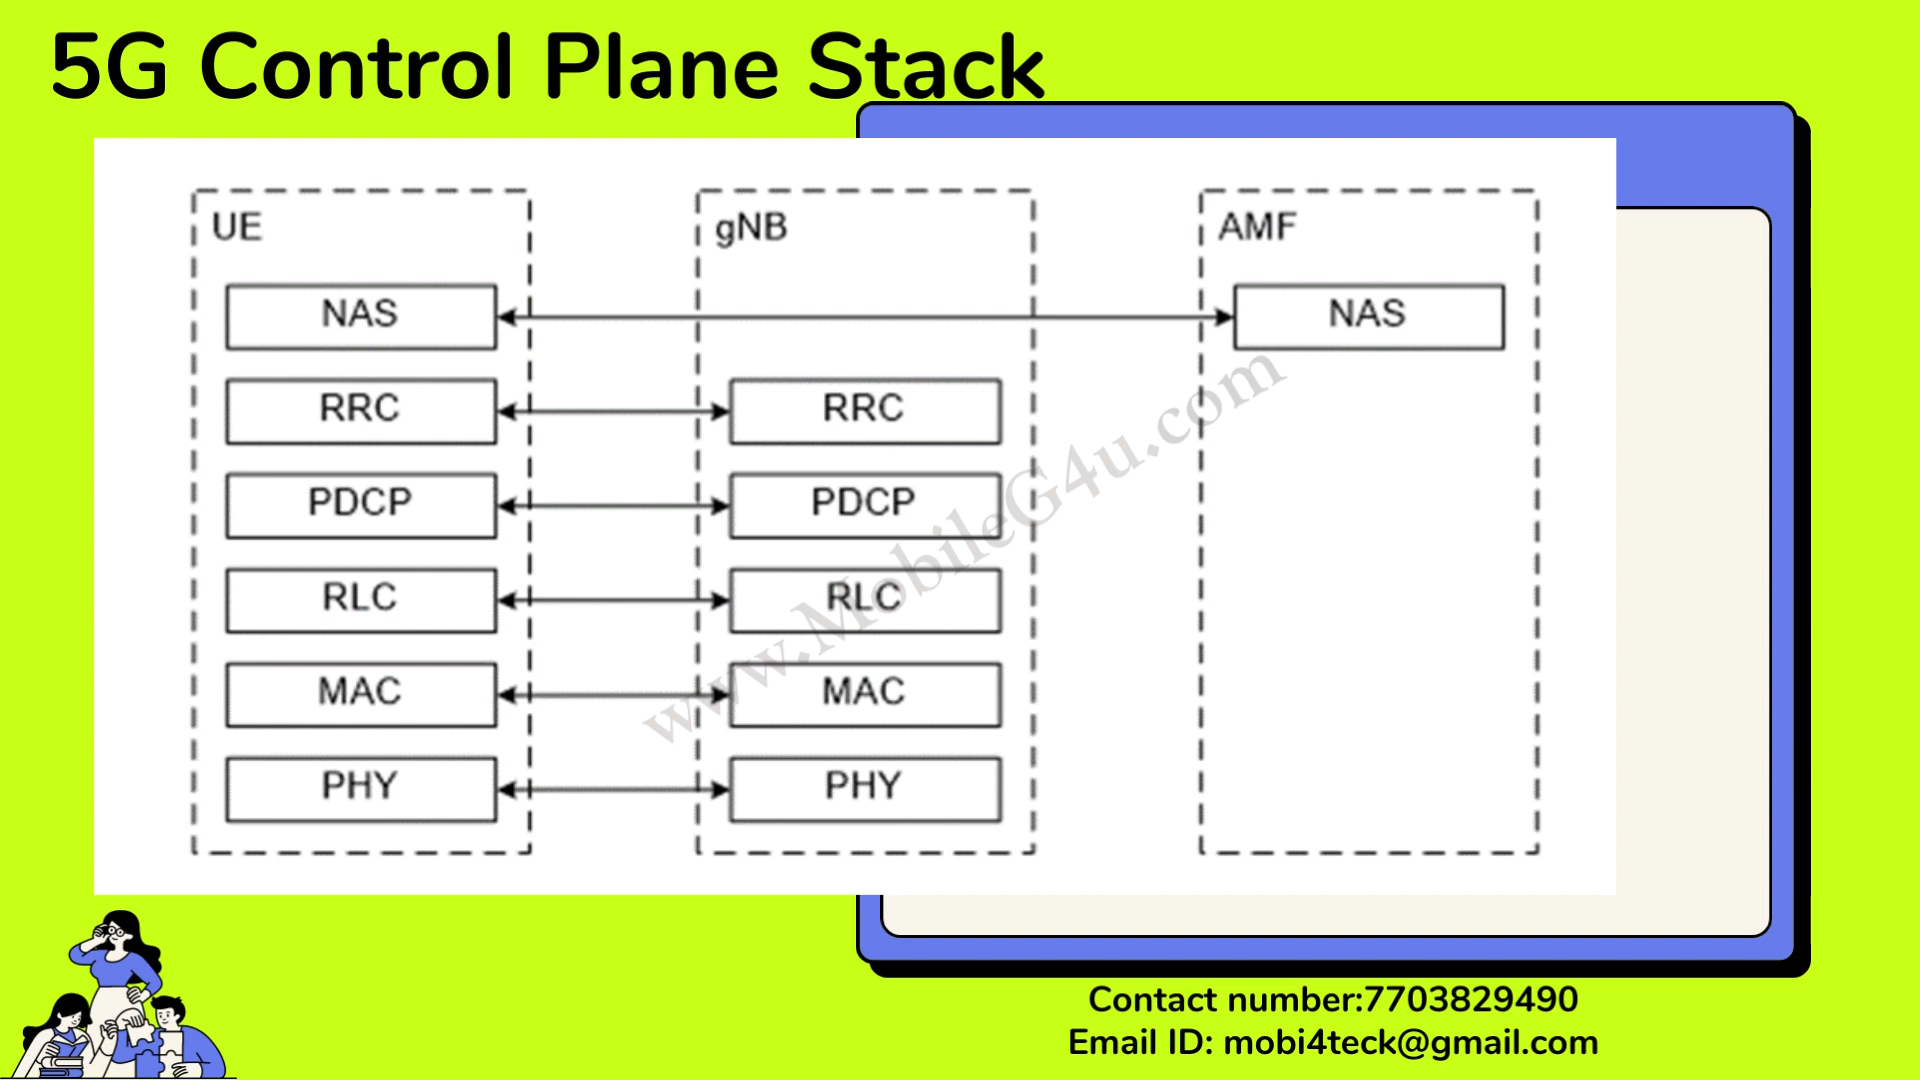 5G Control Plane Stack
UE
gNB
AMF
NAS
NAS
RRC
RRC
PDCP
PDCP
RLC
RLC
MAC
MAC
PHY
PHY
www.MobileG4u.com
Contact number:7703829490
Email ID: mobi4teck@gmail.com